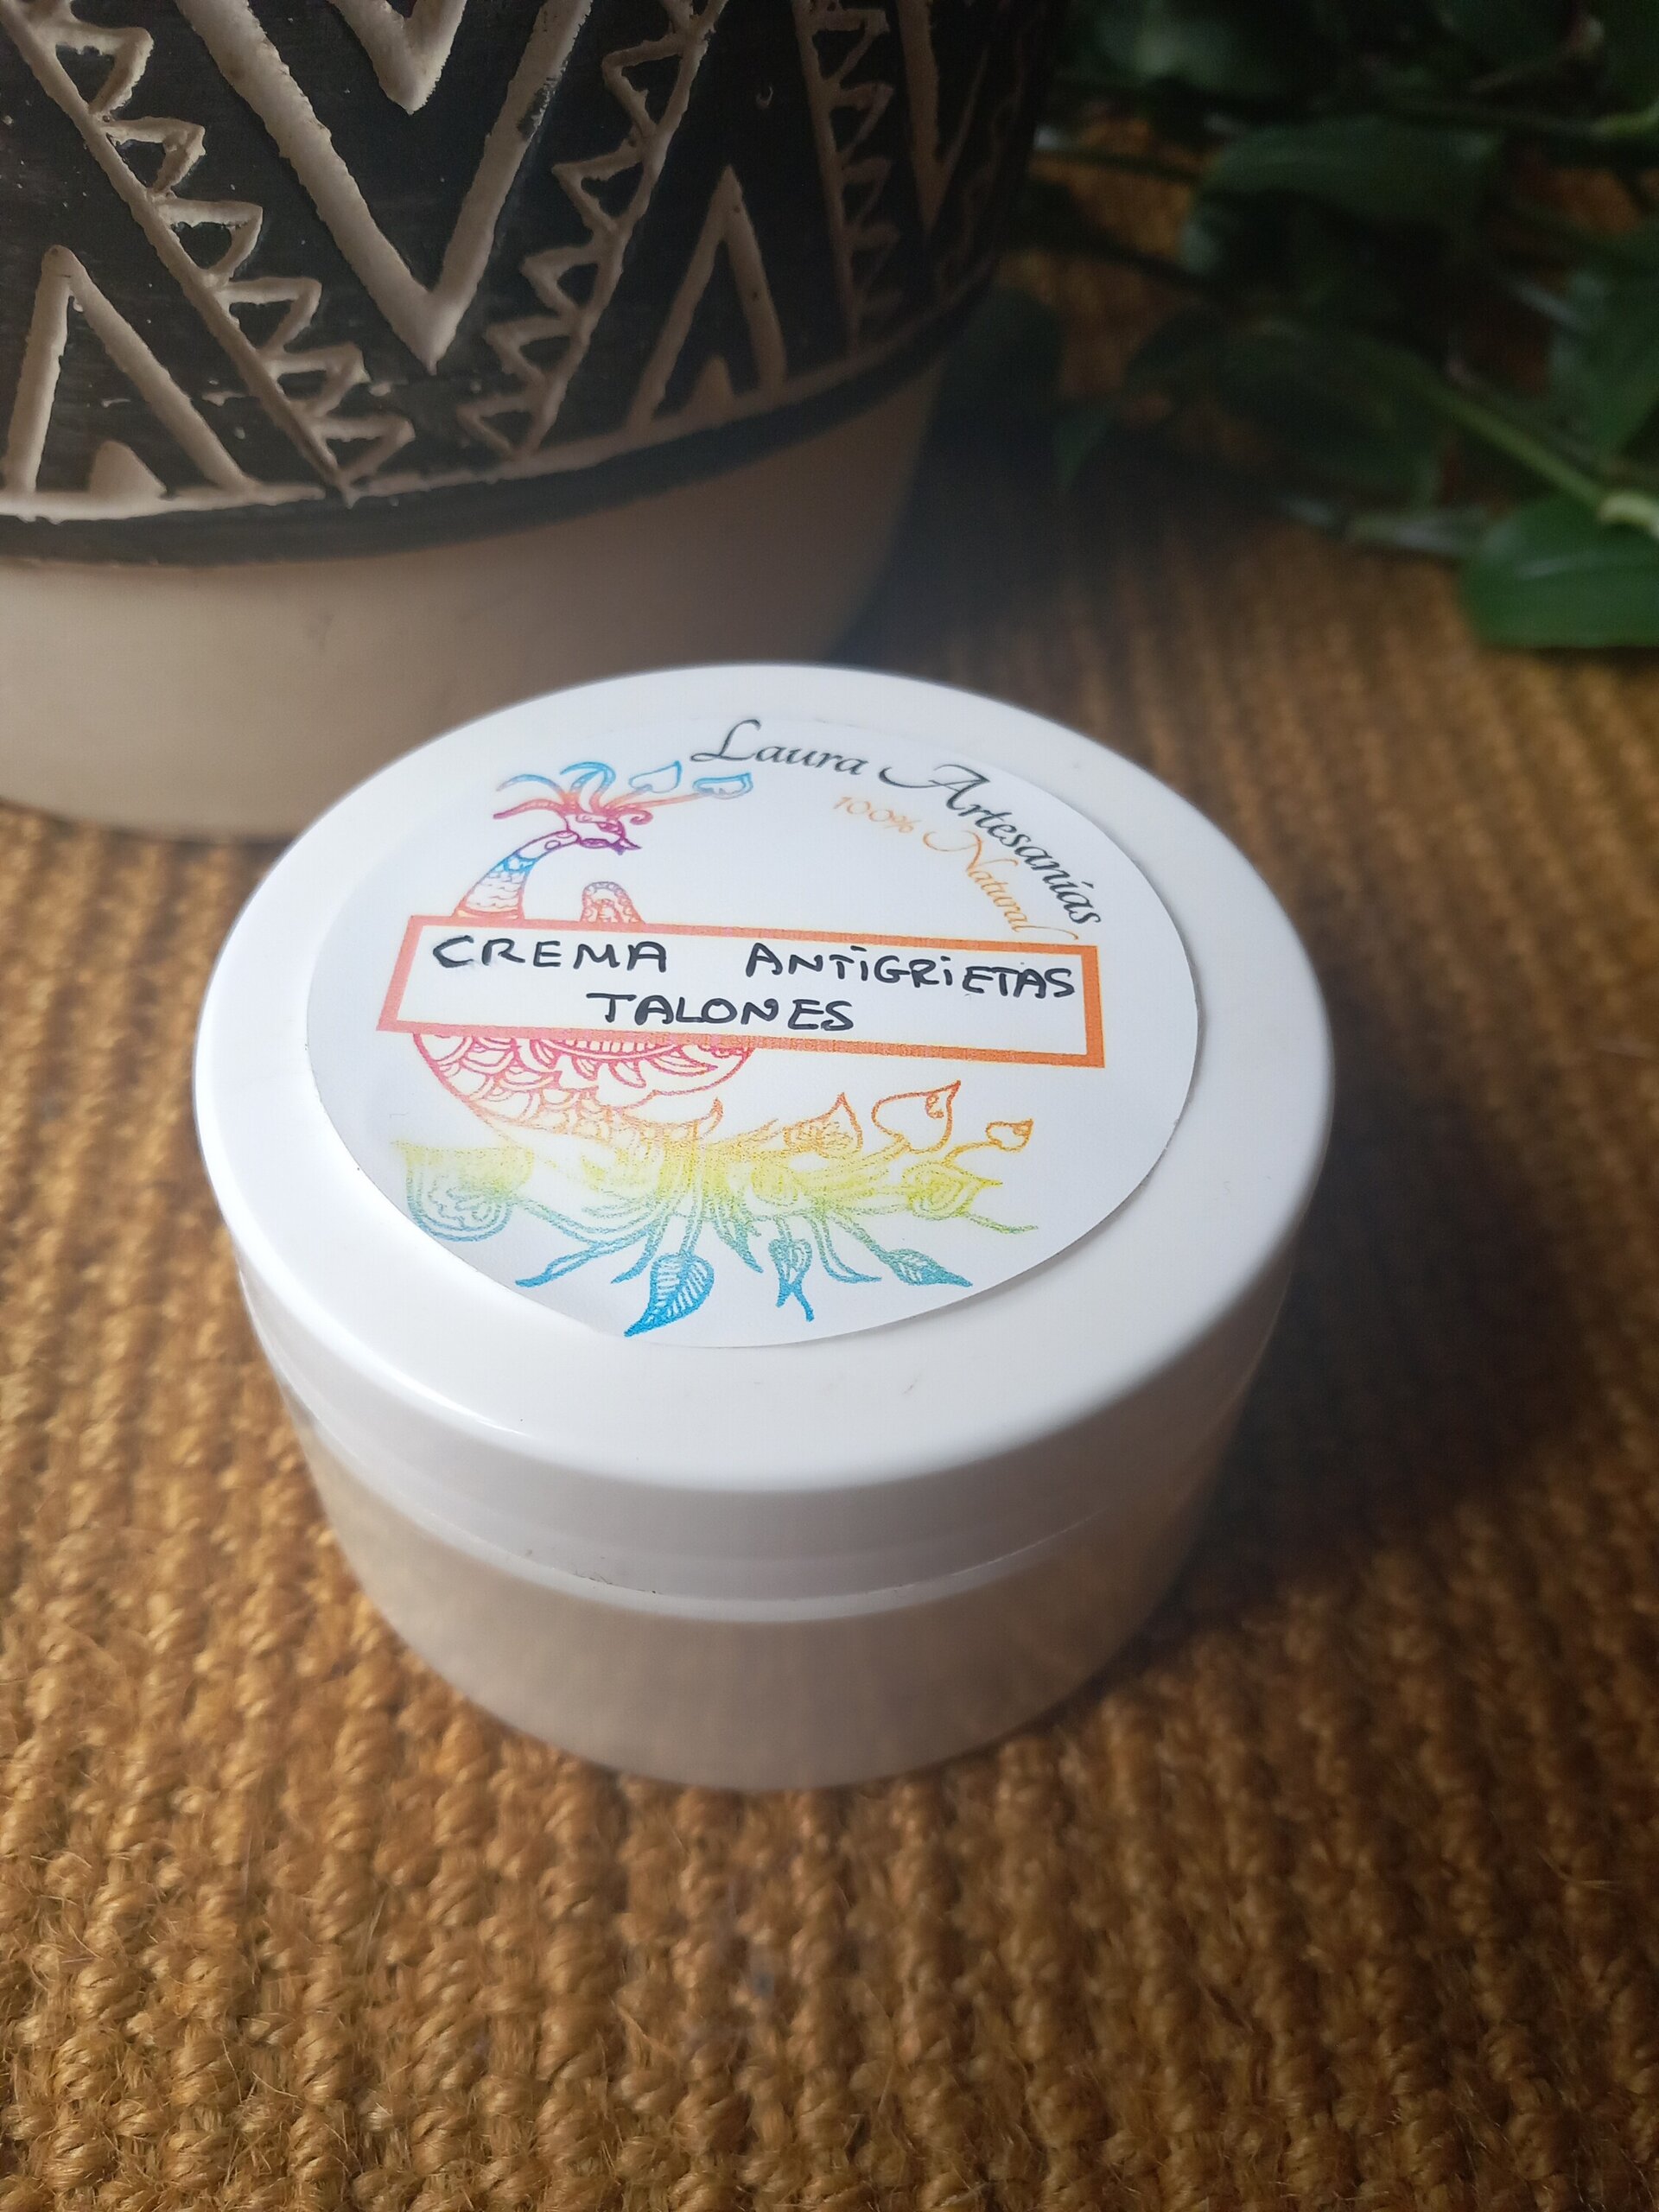 Laura Artesanías
100% Natural
CREMA ANTIGRIETAS
TALONES